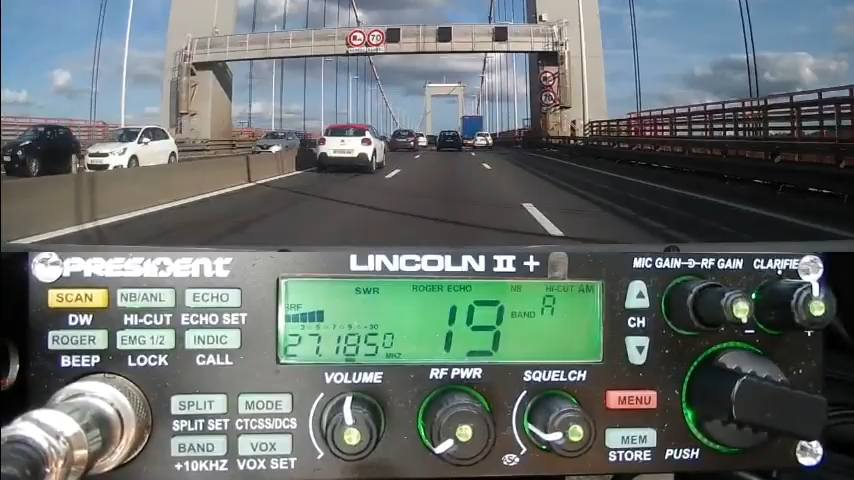 70
70
PRESIDENT
LINCOLN II +
MIC GAIN RF GAIN CLARIFIER
SCAN NB/ANL ECHO
DW HI-CUT ECHO SET
ROGER EMG 1/2 INDIC
BEEP LOCK CALL
SWR ROGER ECHO NB HI-CUT AM
19 BAND A
27.1850 MHZ
CH
VOLUME RF PWR SQUELCH
SPLIT MODE
SPLIT SET CTCSS/DCS
BAND VOX
+10KHZ VOX SET
MENU
MEM
STORE
ASC
PUSH